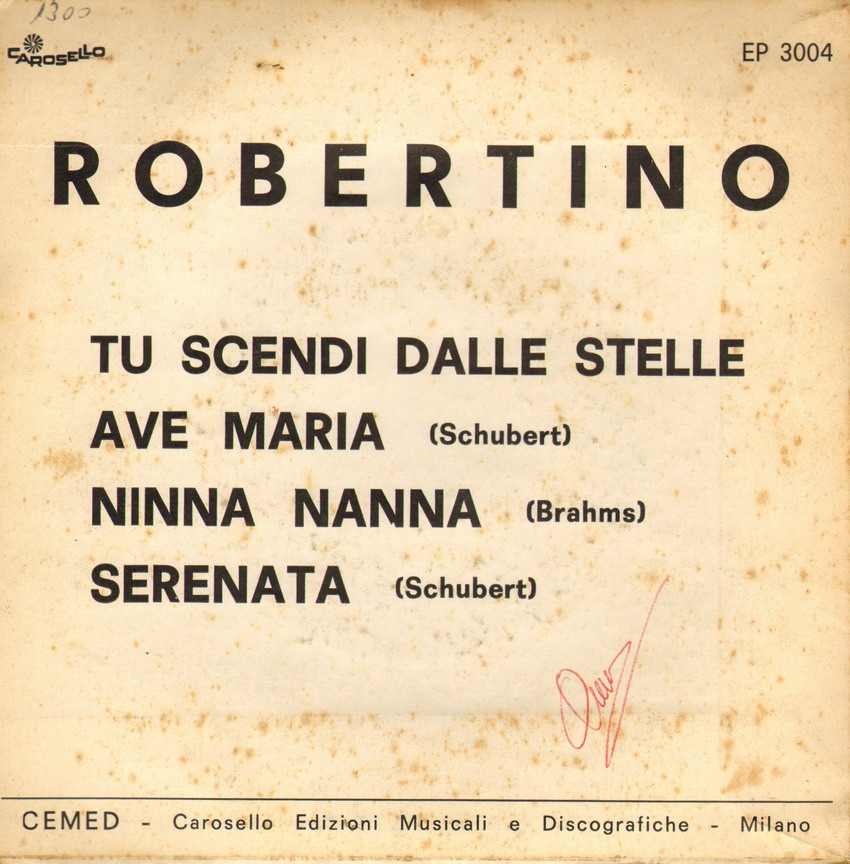 1300
CAROSELLO
EP 3004
ROBERTINO
TU SCENDI DALLE STELLE
AVE MARIA (Schubert)
NINNA NANNA (Brahms)
SERENATA (Schubert)
CEMED - Carosello Edizioni Musicali e Discografiche - Milano